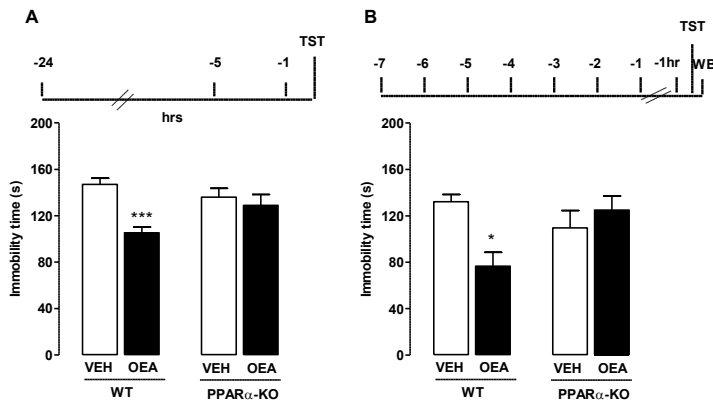 A
TST
-24 -5 -1
hrs
200
160
120
80
40
0
Immobility time (s)
***
VEH OEA VEH OEA
WT PPARα-KO
B
TST
-7 -6 -5 -4 -3 -2 -1 -1hr WB
200
160
120
80
40
0
Immobility time (s)
*
VEH OEA VEH OEA
WT PPARα-KO